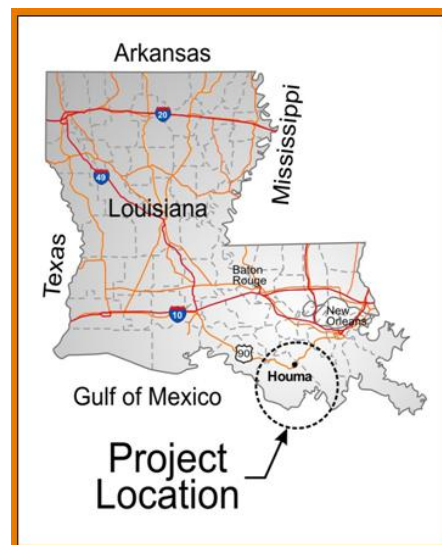 Arkansas
20
Mississippi
49
Louisiana
Texas
Baton
Rouge
New
Orleans
10
90
Houma
Gulf of Mexico
Project
Location